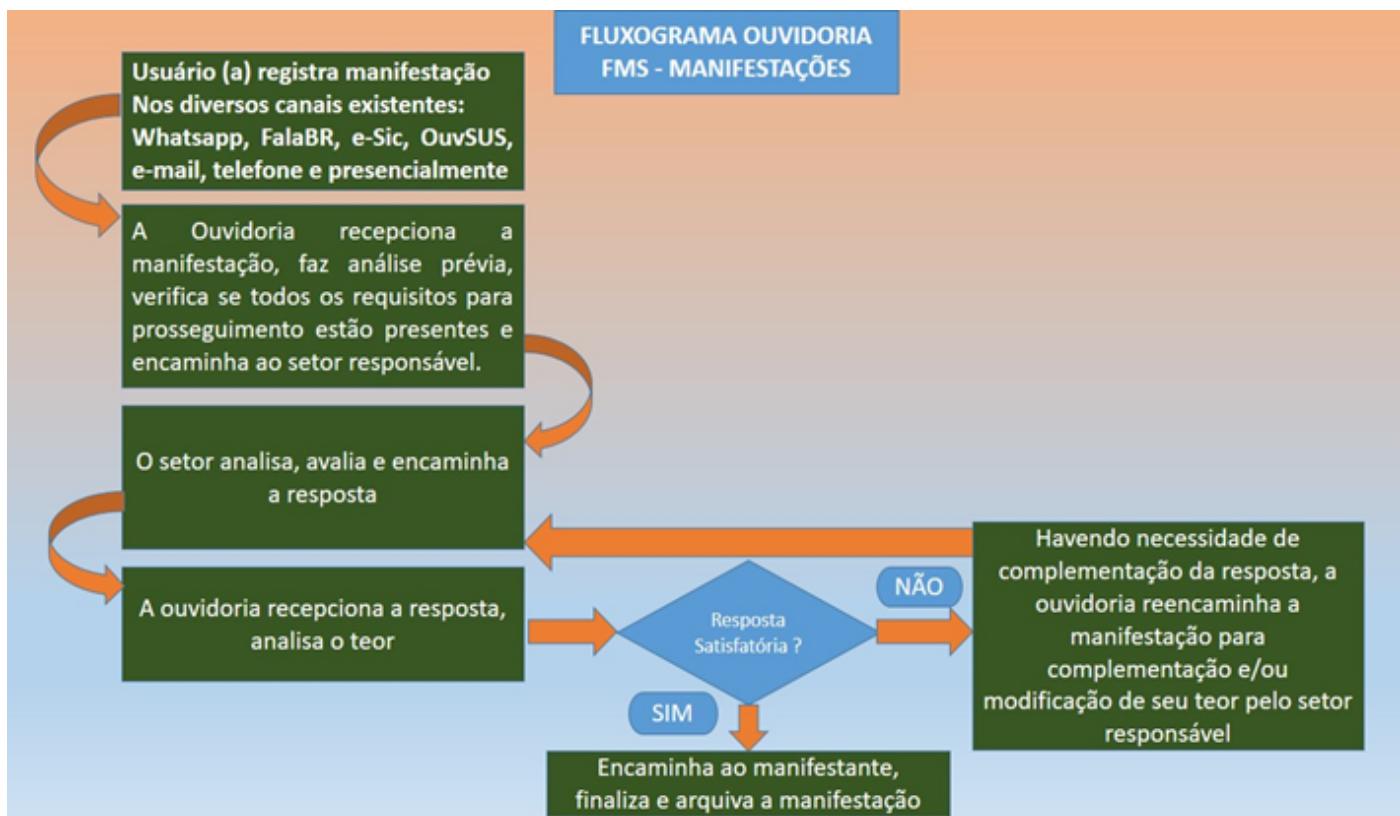 FLUXOGRAMA OUVIDORIA
FMS - MANIFESTAÇÕES
Usuário (a) registra manifestação
Nos diversos canais existentes:
Whatsapp, FalaBR, e-Sic, OuvSUS,
e-mail, telefone e presencialmente
A Ouvidoria recepciona a
manifestação, faz análise prévia,
verifica se todos os requisitos para
prosseguimento estão presentes e
encaminha ao setor responsável.
O setor analisa, avalia e encaminha
a resposta
A ouvidoria recepciona a resposta,
analisa o teor
Resposta
Satisfatória ?
NÃO
Havendo necessidade de
complementação da resposta, a
ouvidoria reencaminha a
manifestação para
complementação e/ou
modificação de seu teor pelo setor
responsável
SIM
Encaminha ao manifestante,
finaliza e arquiva a manifestação